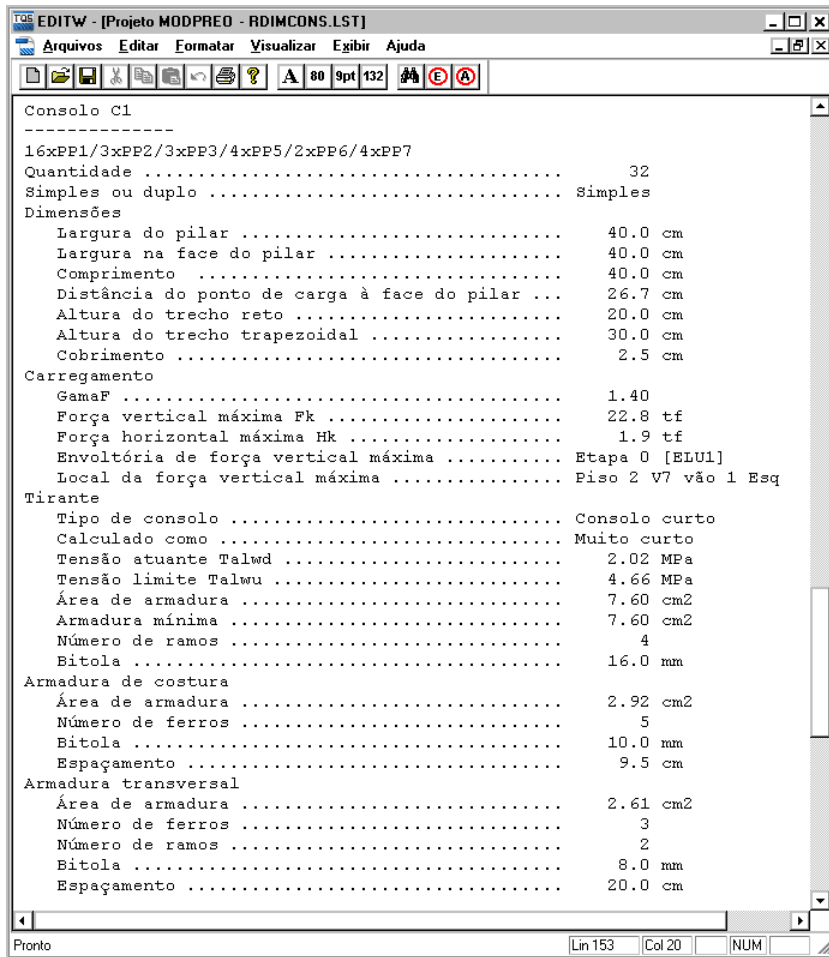 TQS EDITW - [Projeto MODPREO - RDIMCONS.LST]
Arquivos Editar Formatar Visualizar Exibir Ajuda
A 80 9pt 132 E A
Consolo C1
--------------
16xPP1/3xPP2/3xPP3/4xPP5/2xPP6/4xPP7
Quantidade ....................................... 32
Simples ou duplo ................................. Simples
Dimensões
Largura do pilar .............................. 40.0 cm
Largura na face do pilar ...................... 40.0 cm
Comprimento .................................. 40.0 cm
Distância do ponto de carga à face do pilar ... 26.7 cm
Altura do trecho reto ......................... 20.0 cm
Altura do trecho trapezoidal .................. 30.0 cm
Cobrimento .................................... 2.5 cm
Carregamento
GamaF ......................................... 1.40
Força vertical máxima Fk ...................... 22.8 tf
Força horizontal máxima Hk .................... 1.9 tf
Envoltória de força vertical máxima ........... Etapa 0 [ELU1]
Local da força vertical máxima ................ Piso 2 V7 vão 1 Esq
Tirante
Tipo de consolo ............................... Consolo curto
Calculado como ................................ Muito curto
Tensão atuante Talwd .......................... 2.02 MPa
Tensão limite Talwu ........................... 4.66 MPa
Área de armadura .............................. 7.60 cm2
Armadura mínima ............................... 7.60 cm2
Número de ramos ............................... 4
Bitola ........................................ 16.0 mm
Armadura de costura
Área de armadura .............................. 2.92 cm2
Número de ferros .............................. 5
Bitola ........................................ 10.0 mm
Espaçamento ................................... 9.5 cm
Armadura transversal
Área de armadura .............................. 2.61 cm2
Número de ferros .............................. 3
Número de ramos ............................... 2
Bitola ........................................ 8.0 mm
Espaçamento ................................... 20.0 cm
Pronto Lin 153 Col 20 NUM